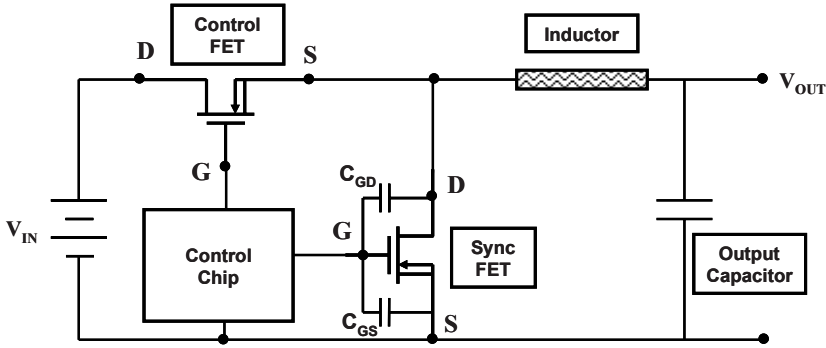 Control
FET
Inductor
D
S
VOUT
G
CGD
D
VIN
Control
Chip
G
Sync
FET
Output
Capacitor
CGS
S